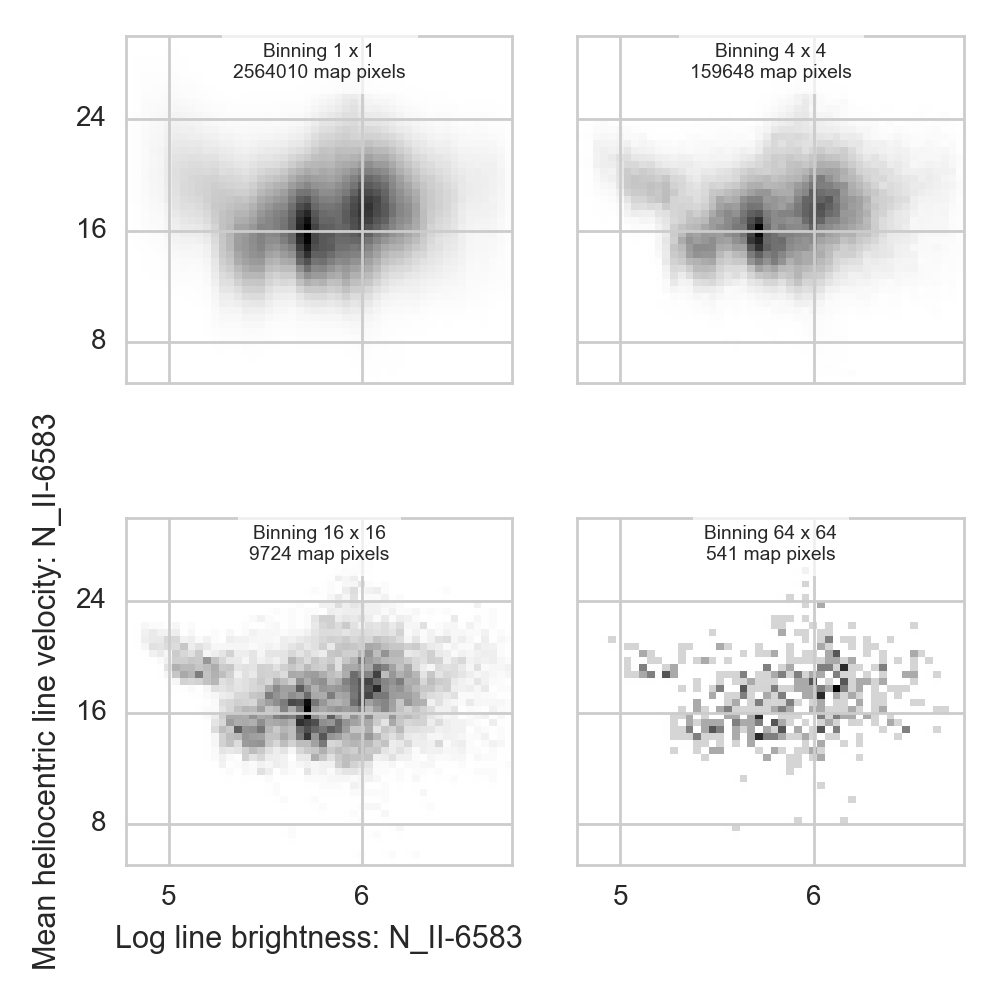 Binning 1 x 1
2564010 map pixels
Binning 4 x 4
159648 map pixels
24
16
8
Binning 16 x 16
9724 map pixels
Binning 64 x 64
541 map pixels
24
16
8
5
6
5
6
Mean heliocentric line velocity: N_II-6583
Log line brightness: N_II-6583